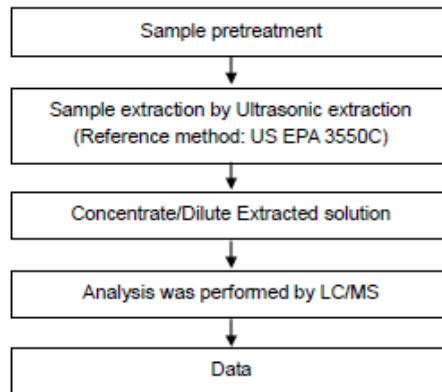 Sample pretreatment
Sample extraction by Ultrasonic extraction
(Reference method: US EPA 3550C)
Concentrate/Dilute Extracted solution
Analysis was performed by LC/MS
Data